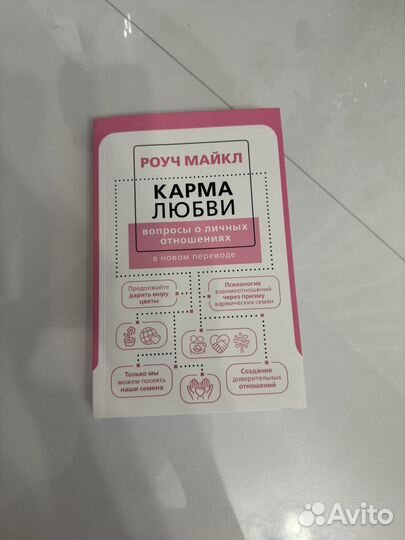 РОУЧ МАЙКЛ
КАРМА
ЛЮБВИ
вопросы о личных
отношениях
в новом переводе
Продолжайте
дарить миру
цветы
Психология
взаимоотношений
через призму
кармических семян
Только мы
можем посеять
наши семена
Создание
доверительных
отношений
Avito